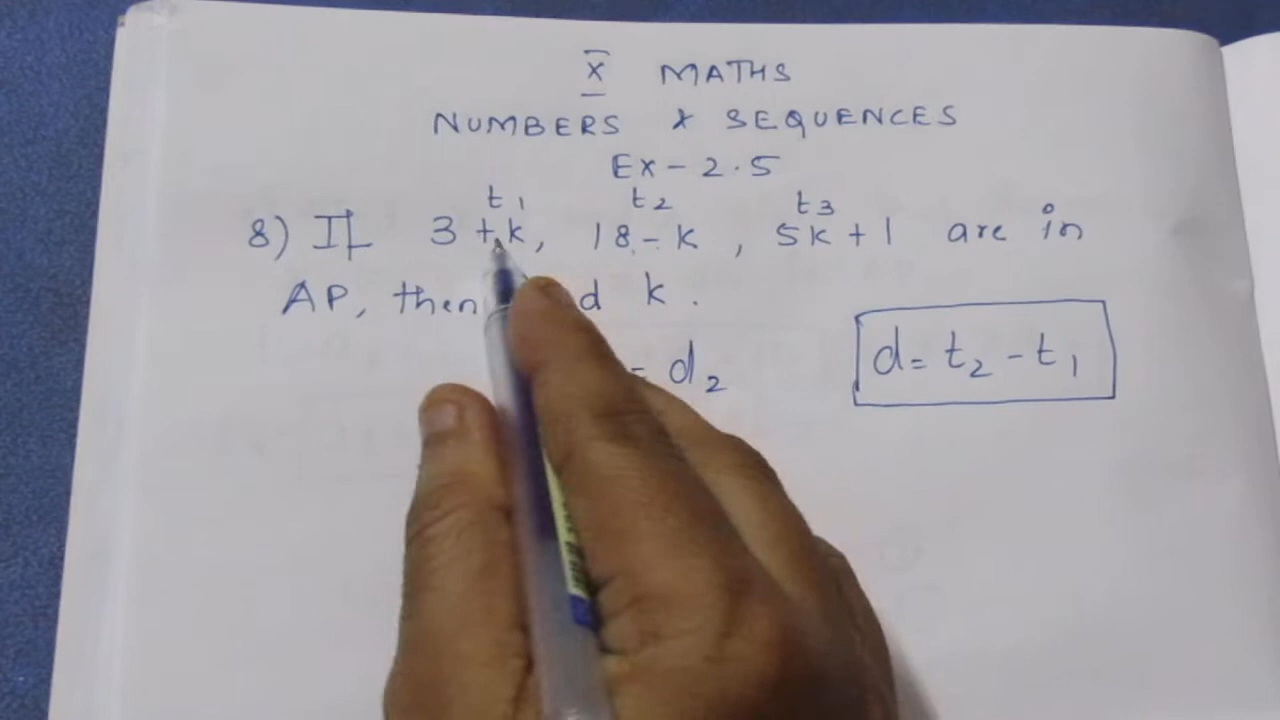 X MATHS
NUMBERS & SEQUENCES
Ex - 2.5
t1 t2 t3
8) If 3 + k, 18 - k, 5k + 1 are in
AP, then k.
= d2
d = t2 - t1